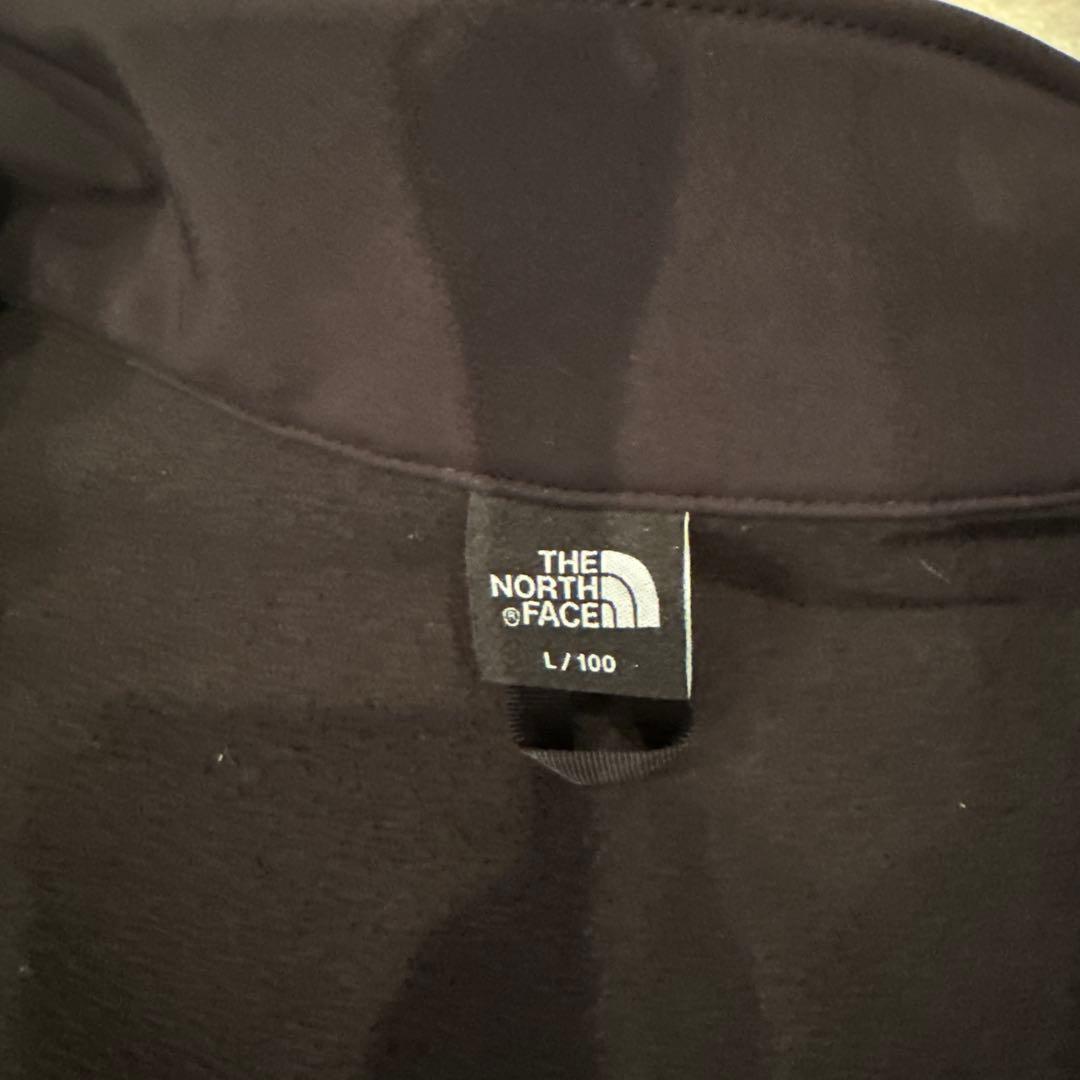 THE
NORTH
® FACE
L / 100